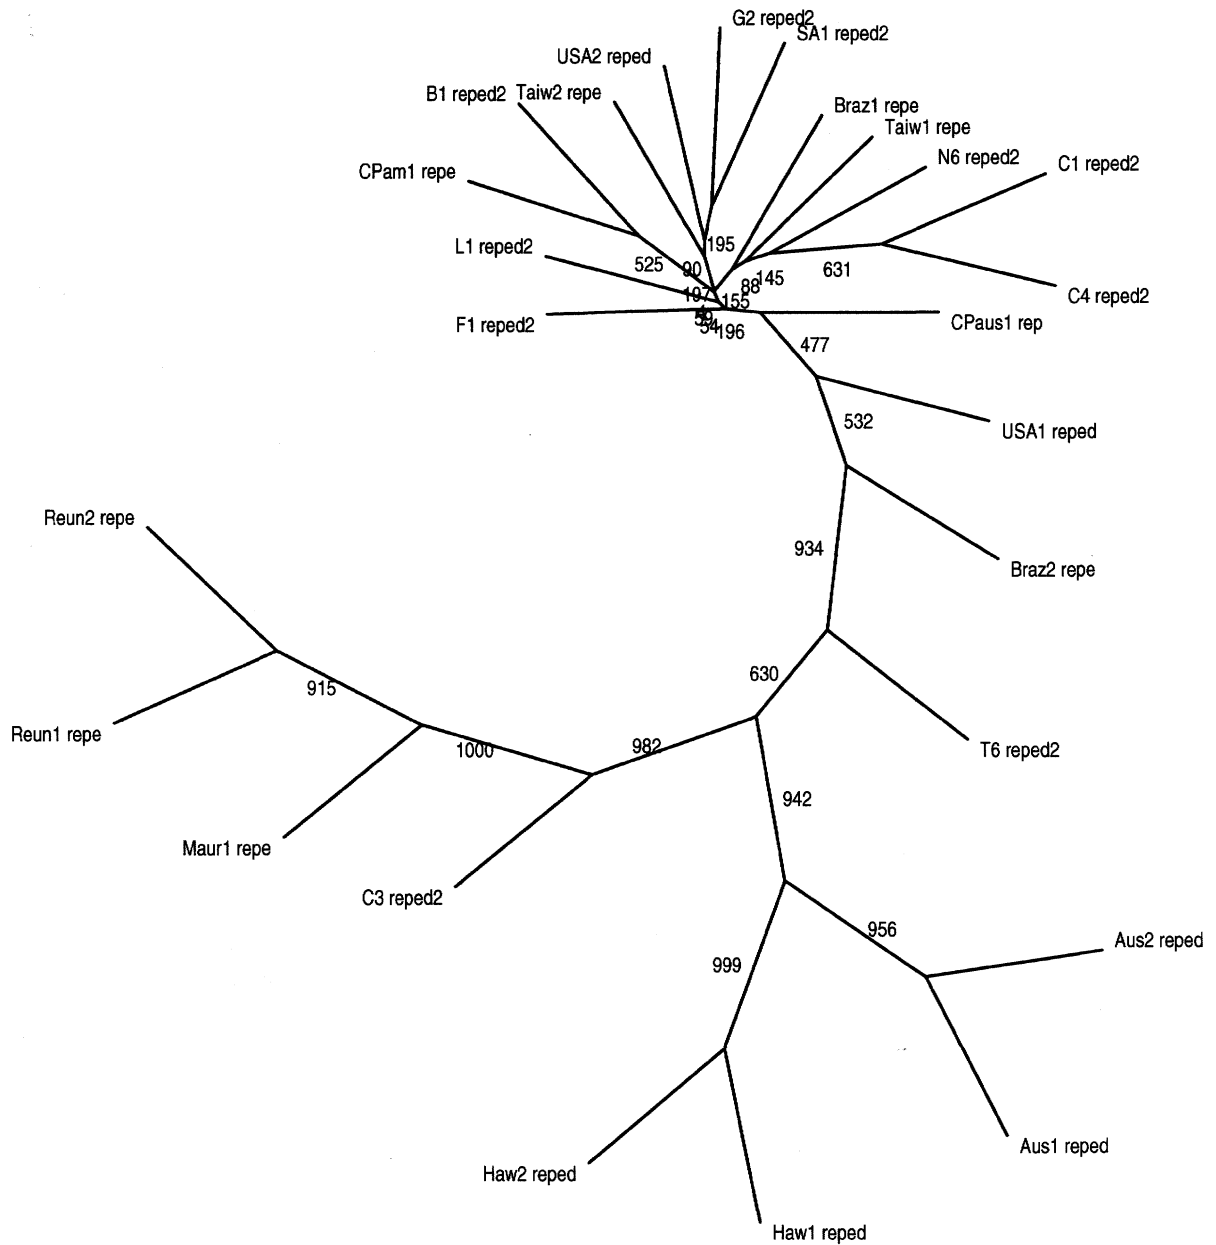 G2 reped2
SA1 reped2
USA2 reped
B1 reped2
Taiw2 repe
Braz1 repe
Taiw1 repe
N6 reped2
C1 reped2
CPam1 repe
L1 reped2
195
525
90
145
631
88
197
155
C4 reped2
F1 reped2
59
54
196
CPaus1 rep
477
532
USA1 reped
Reun2 repe
934
Braz2 repe
630
915
Reun1 repe
1000
982
T6 reped2
942
Maur1 repe
C3 reped2
956
Aus2 reped
999
Aus1 reped
Haw2 reped
Haw1 reped